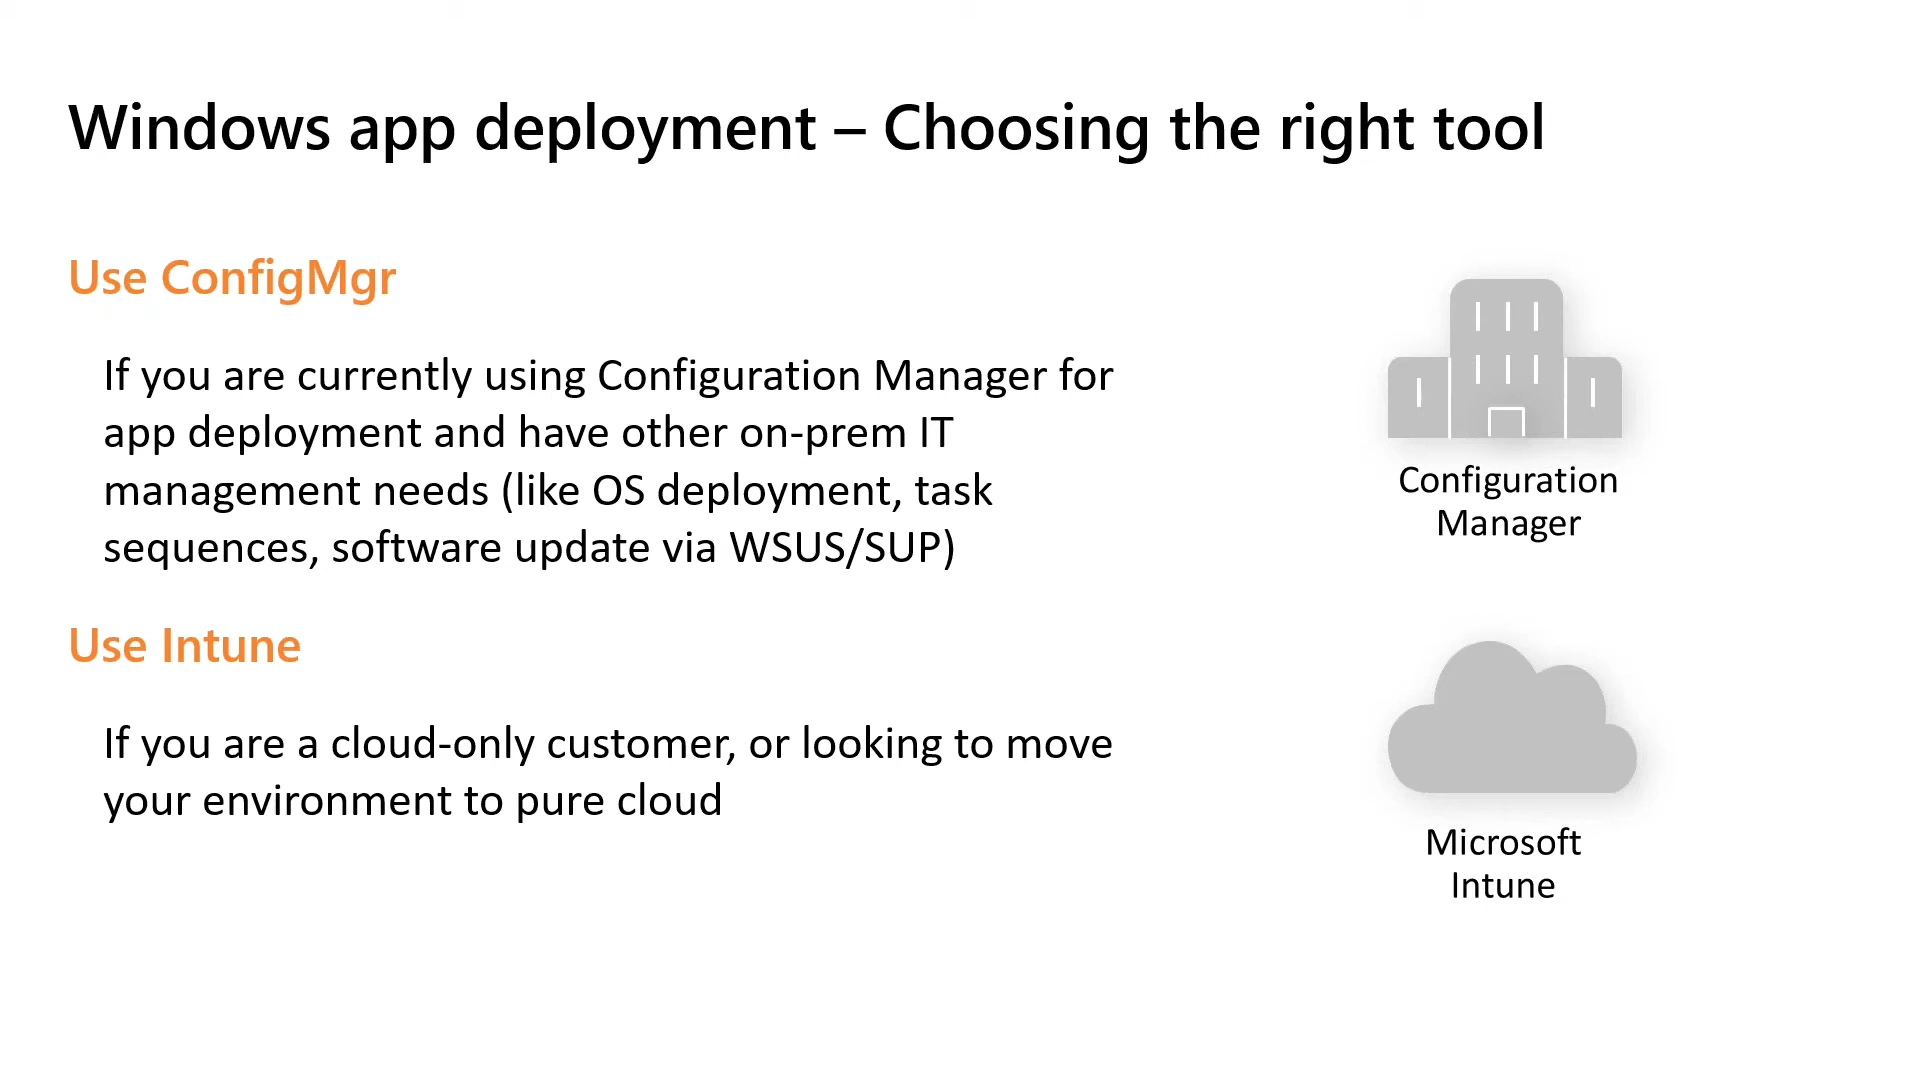 Windows app deployment – Choosing the right tool
Use ConfigMgr
If you are currently using Configuration Manager for
app deployment and have other on-prem IT
management needs (like OS deployment, task
sequences, software update via WSUS/SUP)
Configuration
Manager
Use Intune
If you are a cloud-only customer, or looking to move
your environment to pure cloud
Microsoft
Intune